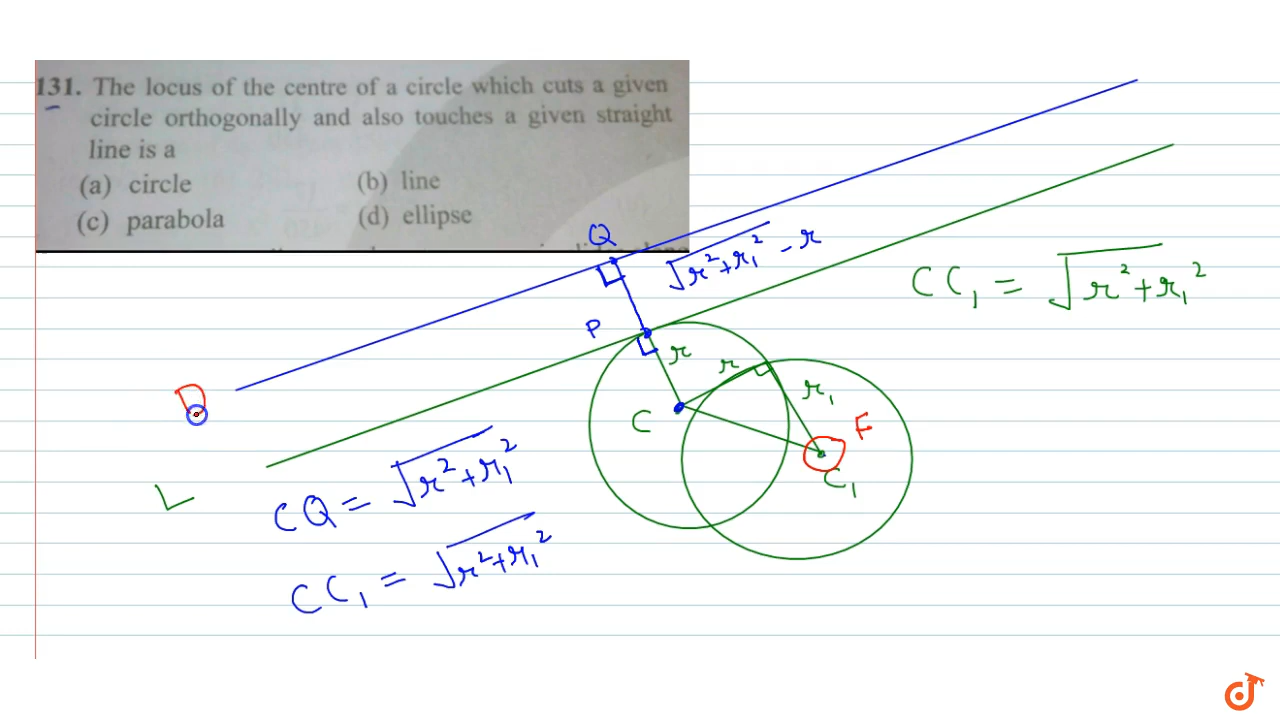 131. The locus of the centre of a circle which cuts a given
circle orthogonally and also touches a given straight
line is a
(a) circle (b) line
(c) parabola (d) ellipse
Q
√(r²+r₁²) - r
CC₁ = √(r²+r₁²)
P
r
r
r₁
D
C
F
C₁
L
CQ = √(r²+r₁²)
CC₁ = √(r²+r₁²)